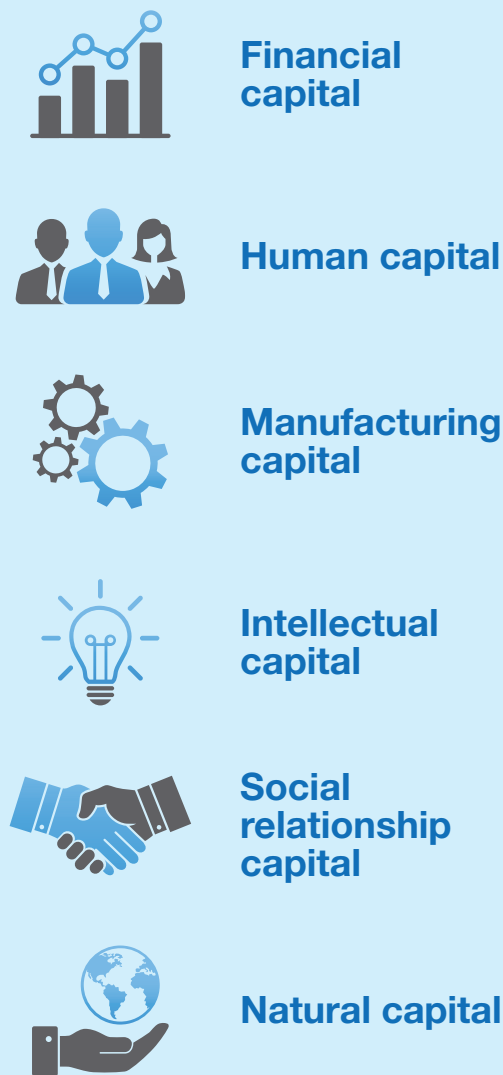 Financial
capital
Human capital
Manufacturing
capital
Intellectual
capital
Social
relationship
capital
Natural capital